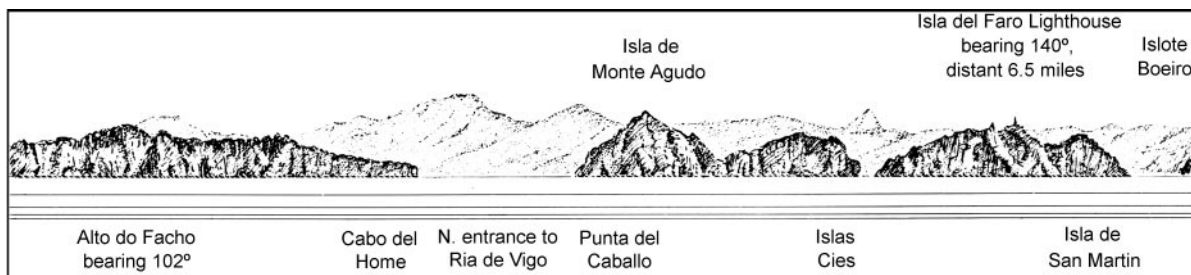 Isla de
Monte Agudo
Isla del Faro Lighthouse
bearing 140º,
distant 6.5 miles
Islote
Boeiro
Alto do Facho
bearing 102º
Cabo del
Home
N. entrance to
Ria de Vigo
Punta del
Caballo
Islas
Cies
Isla de
San Martin